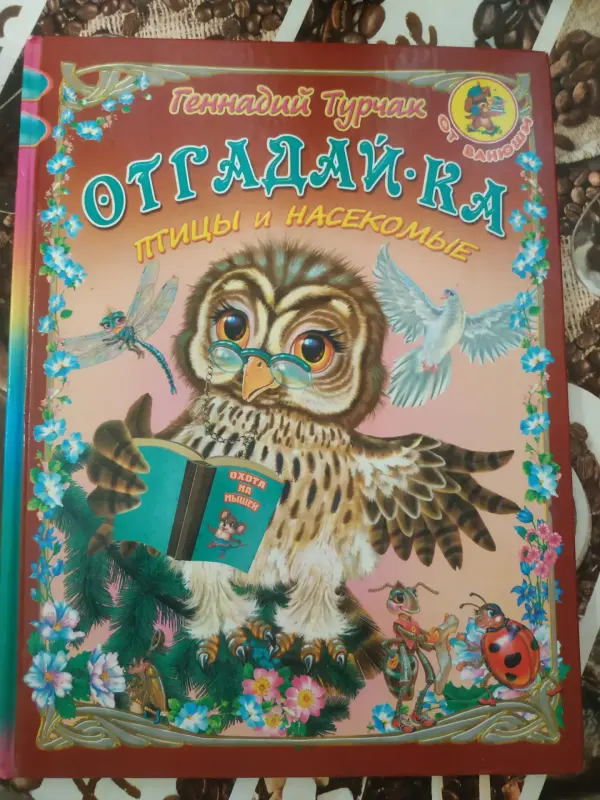 Геннадий Турчак
ОТ ВАНЮШИ
ОТГАДАЙ-КА
ПТИЦЫ И НАСЕКОМЫЕ
ОХОТА
НА
МЫШЕЙ